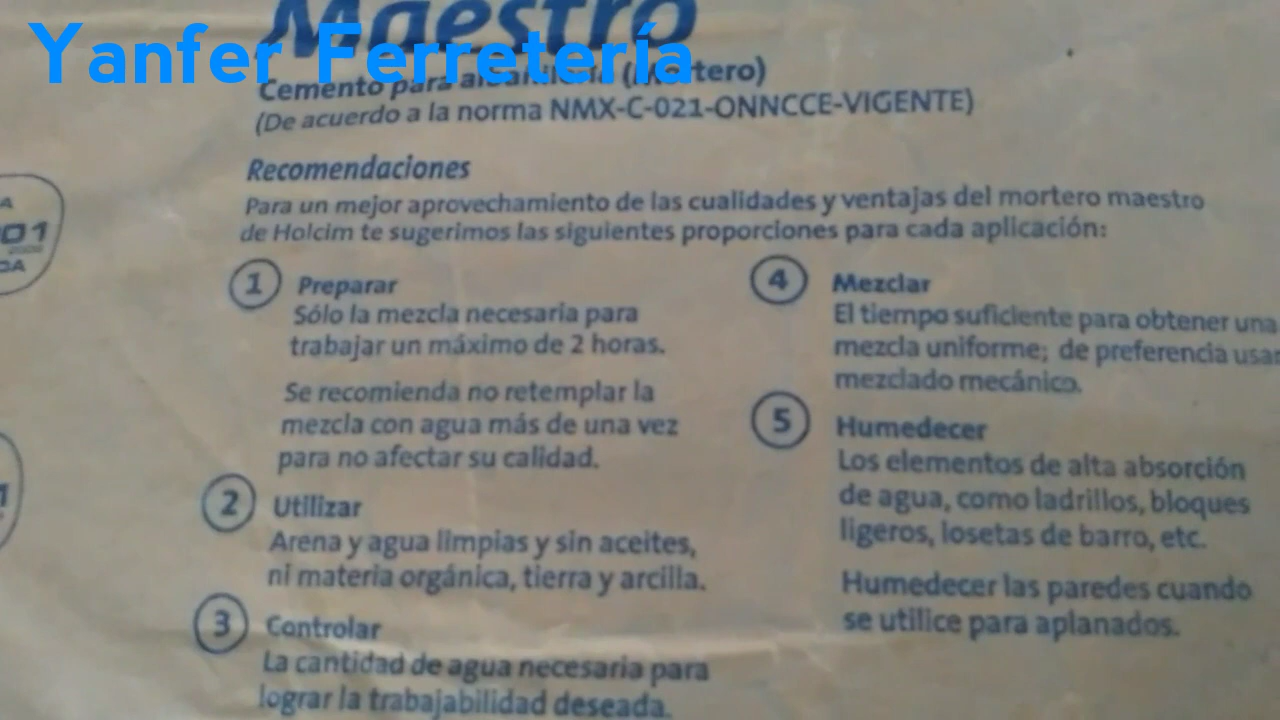 Maestro
Yanfer Ferretería
Cemento para albañilería (Mortero)
(De acuerdo a la norma NMX-C-021-ONNCCE-VIGENTE)
Recomendaciones
Para un mejor aprovechamiento de las cualidades y ventajas del mortero maestro
de Holcim te sugerimos las siguientes proporciones para cada aplicación:
1 Preparar
Sólo la mezcla necesaria para
trabajar un máximo de 2 horas.
Se recomienda no retemplar la
mezcla con agua más de una vez
para no afectar su calidad.
2 Utilizar
Arena y agua limpias y sin aceites,
ni materia orgánica, tierra y arcilla.
3 Controlar
La cantidad de agua necesaria para
lograr la trabajabilidad deseada.
4 Mezclar
El tiempo suficiente para obtener una
mezcla uniforme; de preferencia usar
mezclado mecánico.
5 Humedecer
Los elementos de alta absorción
de agua, como ladrillos, bloques
ligeros, losetas de barro, etc.
Humedecer las paredes cuando
se utilice para aplanados.